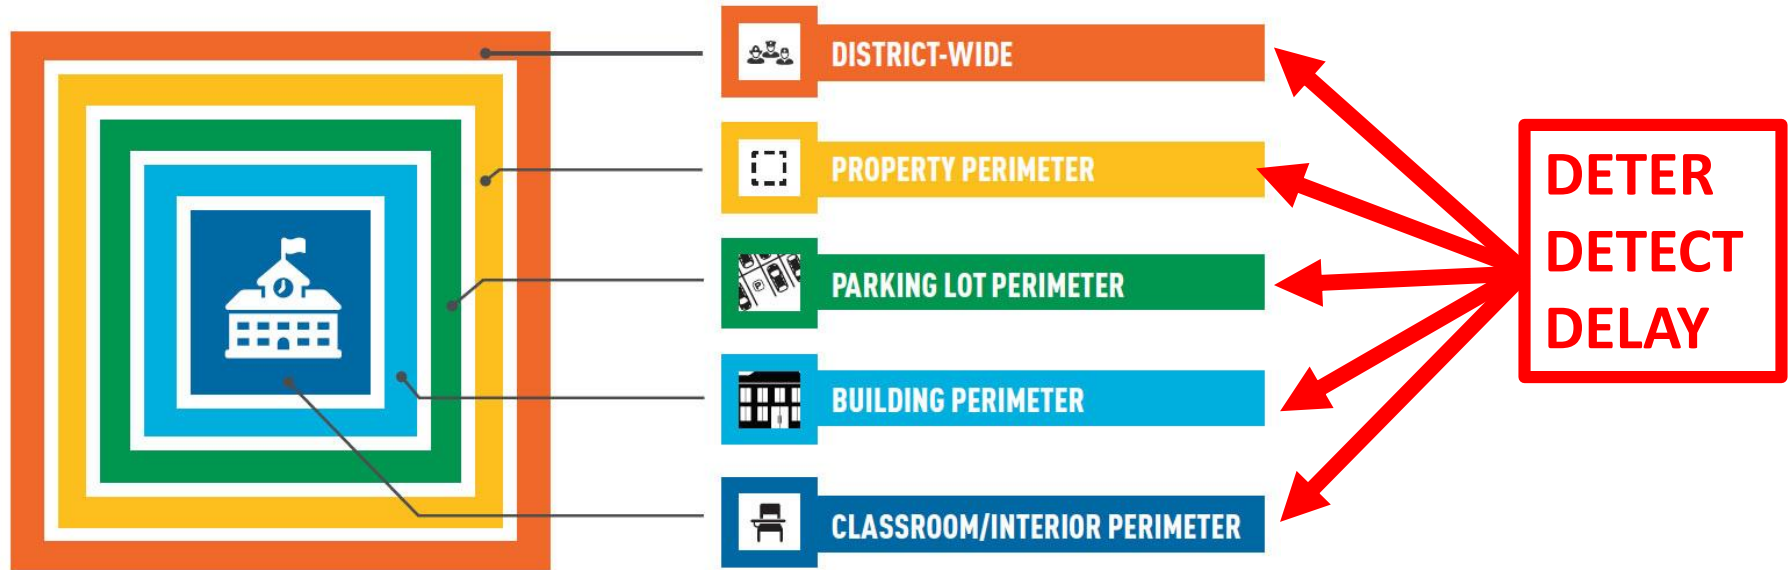 DISTRICT-WIDE
PROPERTY PERIMETER
P
PARKING LOT PERIMETER
BUILDING PERIMETER
CLASSROOM/INTERIOR PERIMETER
DETER
DETECT
DELAY